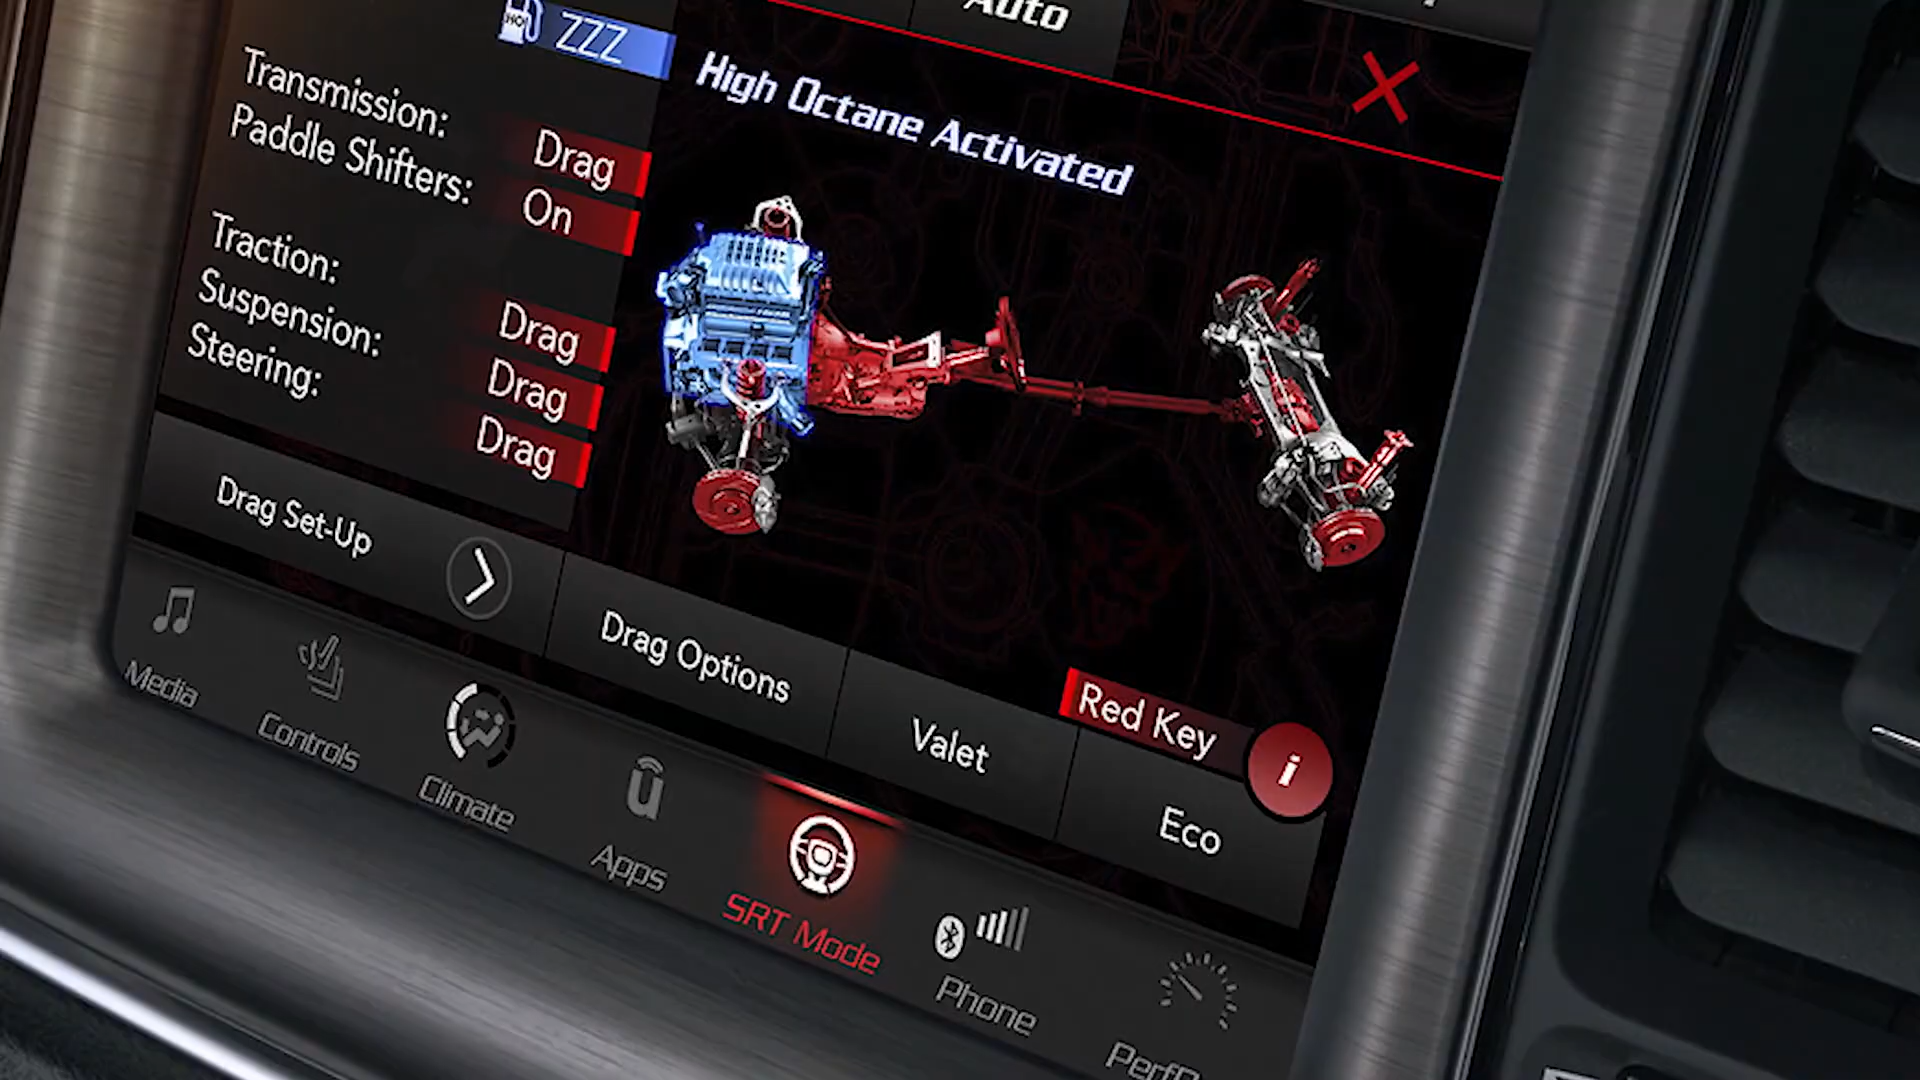 Auto
HO
ZZZ
High Octane Activated
Transmission: Drag
Paddle Shifters: On
Traction: Drag
Suspension: Drag
Steering: Drag
Drag Set-Up
Drag Options
Valet
Red Key
i
Eco
Media
Controls
Climate
Apps
SRT Mode
Phone